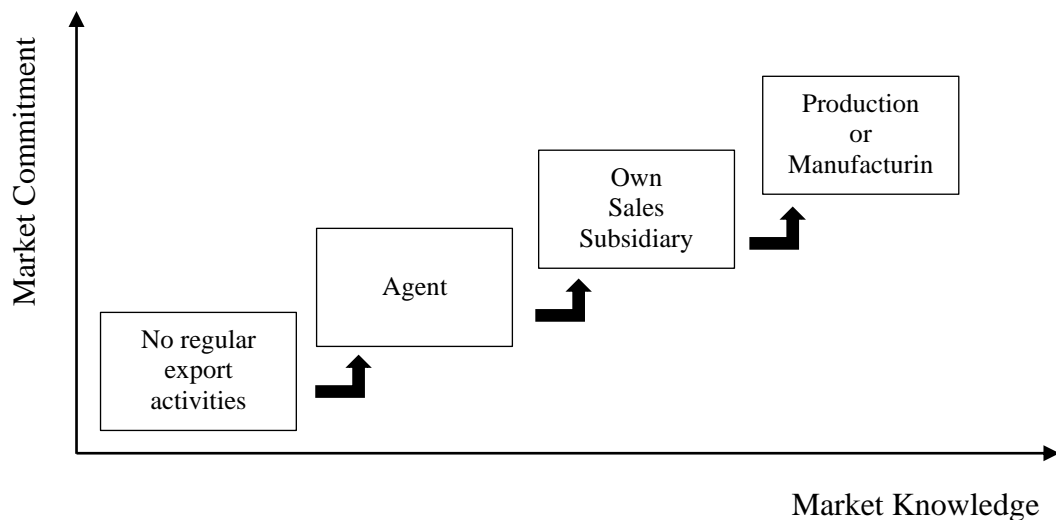 Market Commitment
Production
or
Manufacturin
Own
Sales
Subsidiary
Agent
No regular
export
activities
Market Knowledge